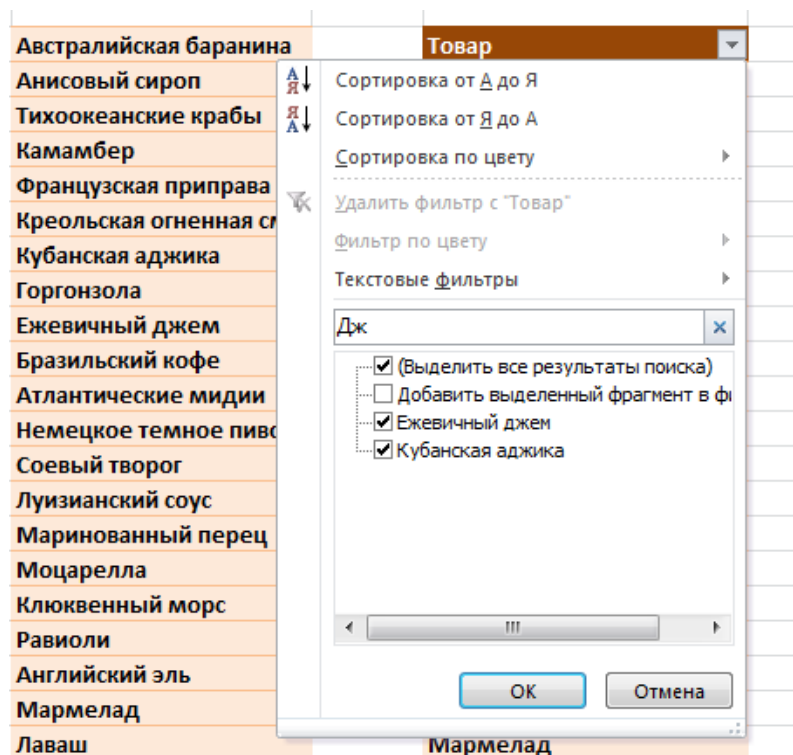 Австралийская баранина
Анисовый сироп
Тихоокеанские крабы
Камамбер
Французская приправа
Креольская огненная
Кубанская аджика
Горгонзола
Ежевичный джем
Бразильский кофе
Атлантические мидии
Немецкое темное пиво
Соевый творог
Луизианский соус
Маринованный перец
Моцарелла
Клюквенный морс
Равиоли
Английский эль
Мармелад
Лаваш
Товар
Сортировка от А до Я
Сортировка от Я до А
Сортировка по цвету
Удалить фильтр с "Товар"
Фильтр по цвету
Текстовые фильтры
Дж
(Выделить все результаты поиска)
Добавить выделенный фрагмент в
Ежевичный джем
Кубанская аджика
ОК
Отмена
Мармелад